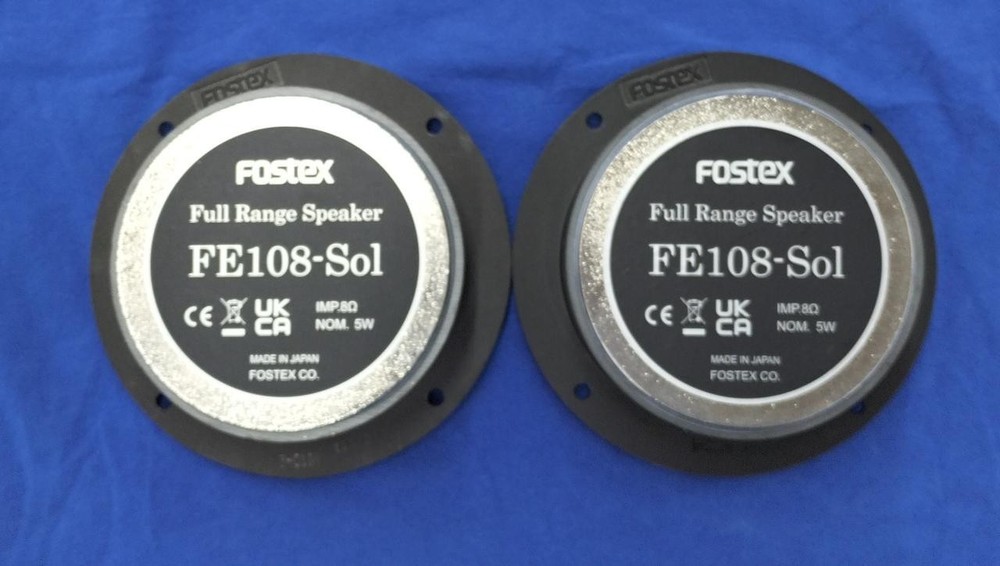 FOSTEX
FOSTEX
Full Range Speaker
FE108-Sol
CE UK CA IMP.8Ω
NOM. 5W
MADE IN JAPAN
FOSTEX CO.
FOSTEX
FOSTEX
Full Range Speaker
FE108-Sol
CE UK CA IMP.8Ω
NOM. 5W
MADE IN JAPAN
FOSTEX CO.